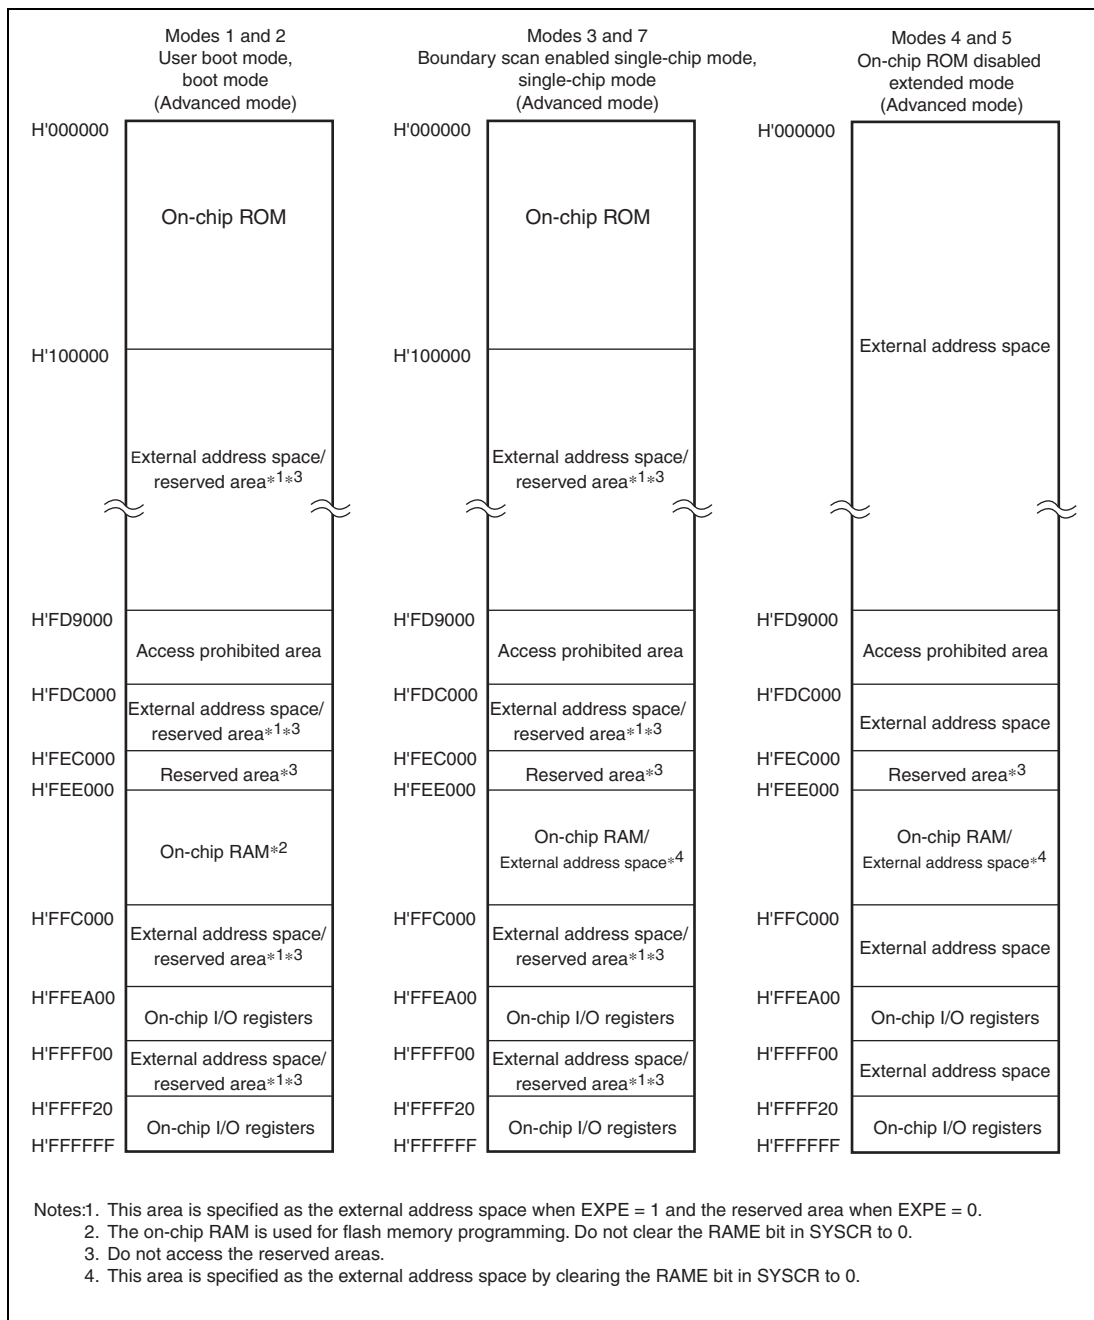 Modes 1 and 2
User boot mode,
boot mode
(Advanced mode)
H'000000
On-chip ROM
H'100000
External address space/
reserved area*1*3
H'FD9000
Access prohibited area
H'FDC000
External address space/
reserved area*1*3
H'FEC000
Reserved area*3
H'FEE000
On-chip RAM*2
H'FFC000
External address space/
reserved area*1*3
H'FFEA00
On-chip I/O registers
H'FFFF00
External address space/
reserved area*1*3
H'FFFF20
On-chip I/O registers
H'FFFFFF
Modes 3 and 7
Boundary scan enabled single-chip mode,
single-chip mode
(Advanced mode)
H'000000
On-chip ROM
H'100000
External address space/
reserved area*1*3
H'FD9000
Access prohibited area
H'FDC000
External address space/
reserved area*1*3
H'FEC000
Reserved area*3
H'FEE000
On-chip RAM/
External address space*4
H'FFC000
External address space/
reserved area*1*3
H'FFEA00
On-chip I/O registers
H'FFFF00
External address space/
reserved area*1*3
H'FFFF20
On-chip I/O registers
H'FFFFFF
Modes 4 and 5
On-chip ROM disabled
extended mode
(Advanced mode)
H'000000
External address space
H'FD9000
Access prohibited area
H'FDC000
External address space
H'FEC000
Reserved area*3
H'FEE000
On-chip RAM/
External address space*4
H'FFC000
External address space
H'FFEA00
On-chip I/O registers
H'FFFF00
External address space
H'FFFF20
On-chip I/O registers
H'FFFFFF
Notes:1. This area is specified as the external address space when EXPE = 1 and the reserved area when EXPE = 0.
2. The on-chip RAM is used for flash memory programming. Do not clear the RAME bit in SYSCR to 0.
3. Do not access the reserved areas.
4. This area is specified as the external address space by clearing the RAME bit in SYSCR to 0.